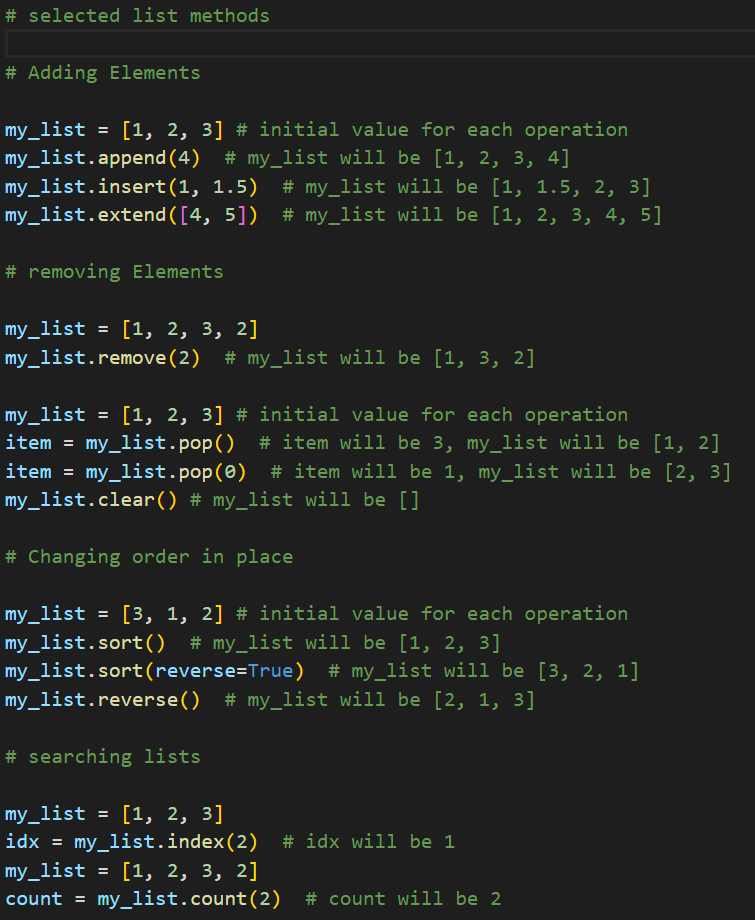 # selected list methods
# Adding Elements
my_list = [1, 2, 3] # initial value for each operation
my_list.append(4)  # my_list will be [1, 2, 3, 4]
my_list.insert(1, 1.5)  # my_list will be [1, 1.5, 2, 3]
my_list.extend([4, 5])  # my_list will be [1, 2, 3, 4, 5]
# removing Elements
my_list = [1, 2, 3, 2]
my_list.remove(2)  # my_list will be [1, 3, 2]
my_list = [1, 2, 3] # initial value for each operation
item = my_list.pop()  # item will be 3, my_list will be [1, 2]
item = my_list.pop(0)  # item will be 1, my_list will be [2, 3]
my_list.clear() # my_list will be []
# Changing order in place
my_list = [3, 1, 2] # initial value for each operation
my_list.sort()  # my_list will be [1, 2, 3]
my_list.sort(reverse=True)  # my_list will be [3, 2, 1]
my_list.reverse()  # my_list will be [2, 1, 3]
# searching lists
my_list = [1, 2, 3]
idx = my_list.index(2)  # idx will be 1
my_list = [1, 2, 3, 2]
count = my_list.count(2)  # count will be 2